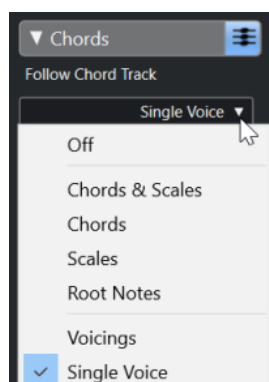 Chords
Follow Chord Track
Single Voice
Off
Chords & Scales
Chords
Scales
Root Notes
Voicings
Single Voice